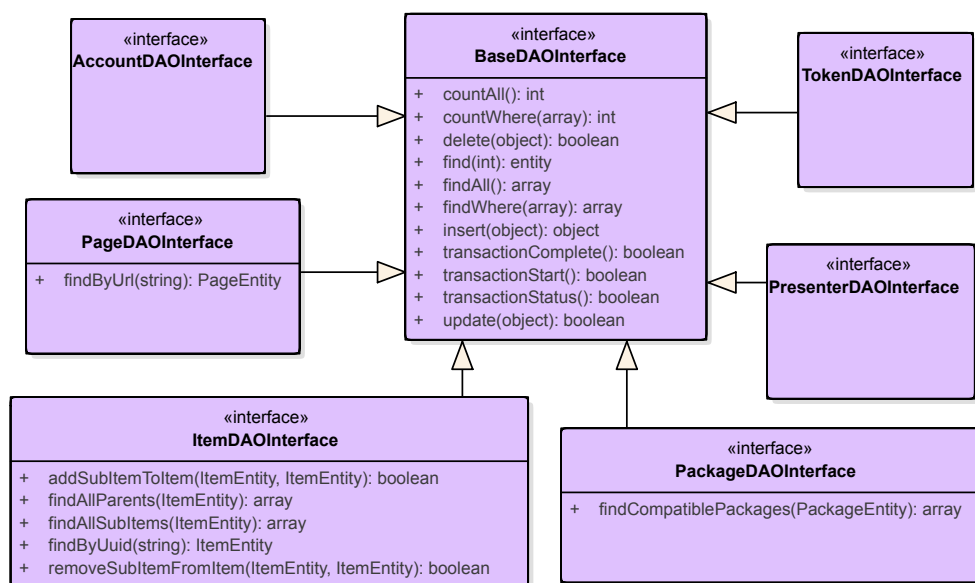 «interface»
AccountDAOInterface
«interface»
BaseDAOInterface
+ countAll(): int
+ countWhere(array): int
+ delete(object): boolean
+ find(int): entity
+ findAll(): array
+ findWhere(array): array
+ insert(object): object
+ transactionComplete(): boolean
+ transactionStart(): boolean
+ transactionStatus(): boolean
+ update(object): boolean
«interface»
TokenDAOInterface
«interface»
PageDAOInterface
+ findByUrl(string): PageEntity
«interface»
PresenterDAOInterface
«interface»
ItemDAOInterface
+ addSubItemToItem(ItemEntity, ItemEntity): boolean
+ findAllParents(ItemEntity): array
+ findAllSubItems(ItemEntity): array
+ findByUuid(string): ItemEntity
+ removeSubItemFromItem(ItemEntity, ItemEntity): boolean
«interface»
PackageDAOInterface
+ findCompatiblePackages(PackageEntity): array